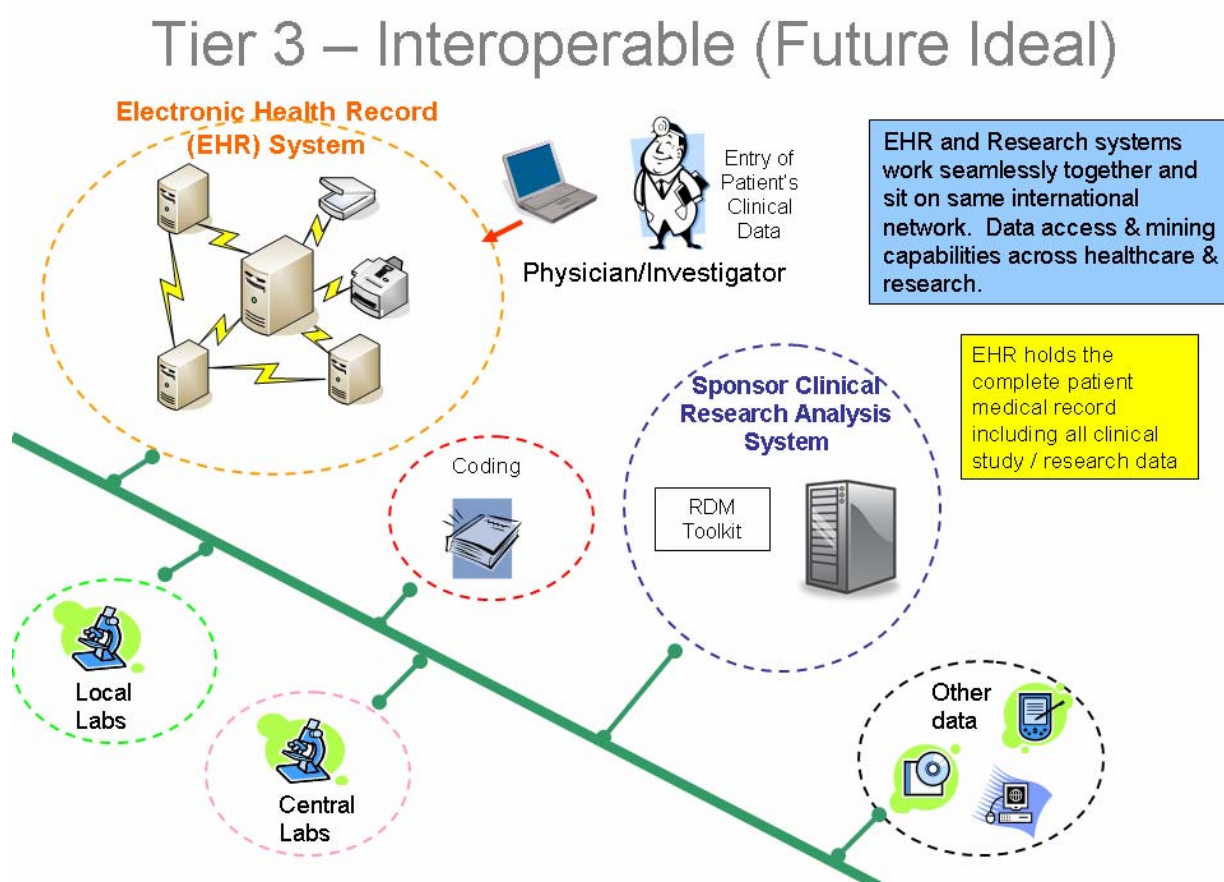 Tier 3 – Interoperable (Future Ideal)
Electronic Health Record
(EHR) System
Entry of
Patient's
Clinical
Data
Physician/Investigator
EHR and Research systems
work seamlessly together and
sit on same international
network. Data access & mining
capabilities across healthcare &
research.
EHR holds the
complete patient
medical record
including all clinical
study / research data
Sponsor Clinical
Research Analysis
System
RDM
Toolkit
Coding
Local
Labs
Central
Labs
Other
data